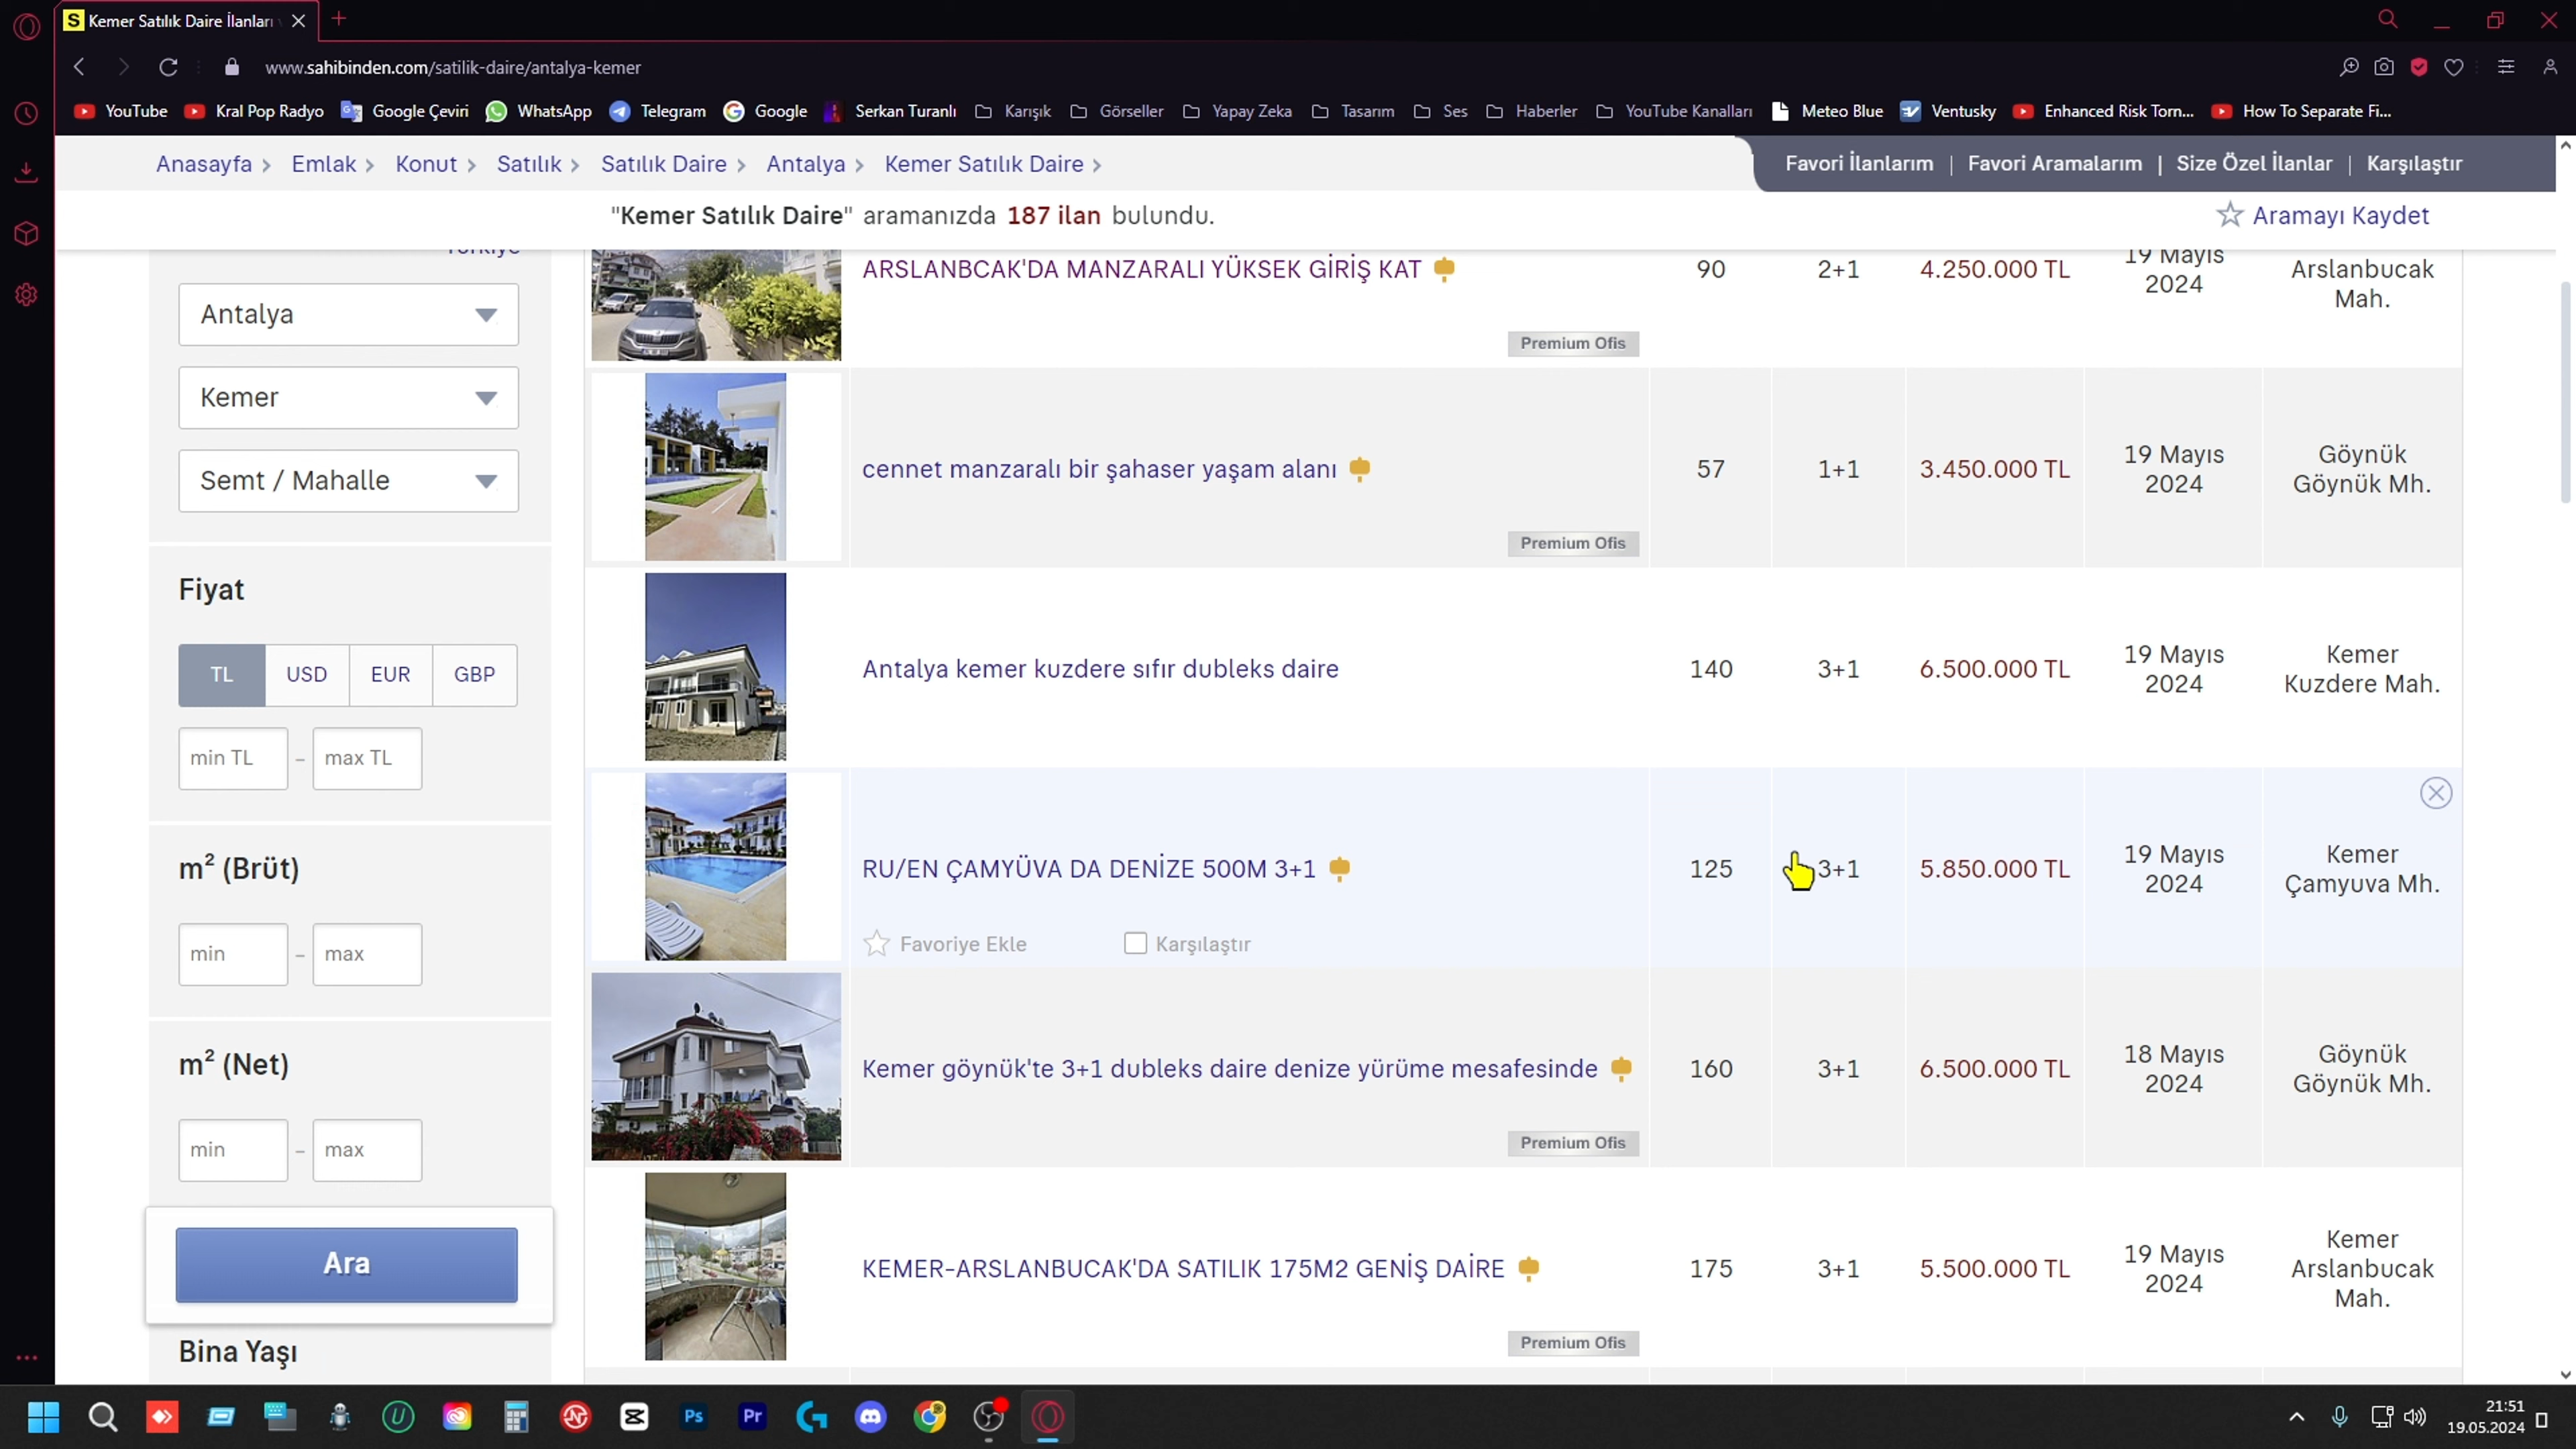 Kemer Satılık Daire İlanları
www.sahibinden.com/satilik-daire/antalya-kemer
YouTube Kral Pop Radyo Google Çeviri WhatsApp Telegram Google Serkan Turanlı Karışık Görseller Yapay Zeka Tasarım Ses Haberler YouTube Kanalları Meteo Blue Ventusky Enhanced Risk Torn... How To Separate Fi...
Anasayfa Emlak Konut Satılık Satılık Daire Antalya Kemer Satılık Daire
Favori İlanlarım | Favori Aramalarım | Size Özel İlanlar | Karşılaştır
"Kemer Satılık Daire" aramanızda 187 ilan bulundu.
Aramayı Kaydet
Antalya
Kemer
Semt / Mahalle
Fiyat
TL USD EUR GBP
min TL – max TL
m² (Brüt)
min – max
m² (Net)
min – max
Ara
Bina Yaşı
ARSLANBCAK'DA MANZARALI YÜKSEK GİRİŞ KAT
Premium Ofis
90
2+1
4.250.000 TL
19 Mayıs
2024
Arslanbucak
Mah.
cennet manzaralı bir şahaser yaşam alanı
Premium Ofis
57
1+1
3.450.000 TL
19 Mayıs
2024
Göynük
Göynük Mh.
Antalya kemer kuzdere sıfır dubleks daire
140
3+1
6.500.000 TL
19 Mayıs
2024
Kemer
Kuzdere Mah.
RU/EN ÇAMYÜVA DA DENİZE 500M 3+1
Favoriye Ekle
Karşılaştır
125
3+1
5.850.000 TL
19 Mayıs
2024
Kemer
Çamyuva Mh.
Kemer göynük'te 3+1 dubleks daire denize yürüme mesafesinde
Premium Ofis
160
3+1
6.500.000 TL
18 Mayıs
2024
Göynük
Göynük Mh.
KEMER-ARSLANBUCAK'DA SATILIK 175M2 GENİŞ DAİRE
Premium Ofis
175
3+1
5.500.000 TL
19 Mayıs
2024
Kemer
Arslanbucak
Mah.
Ps
Pr
21:51
19.05.2024